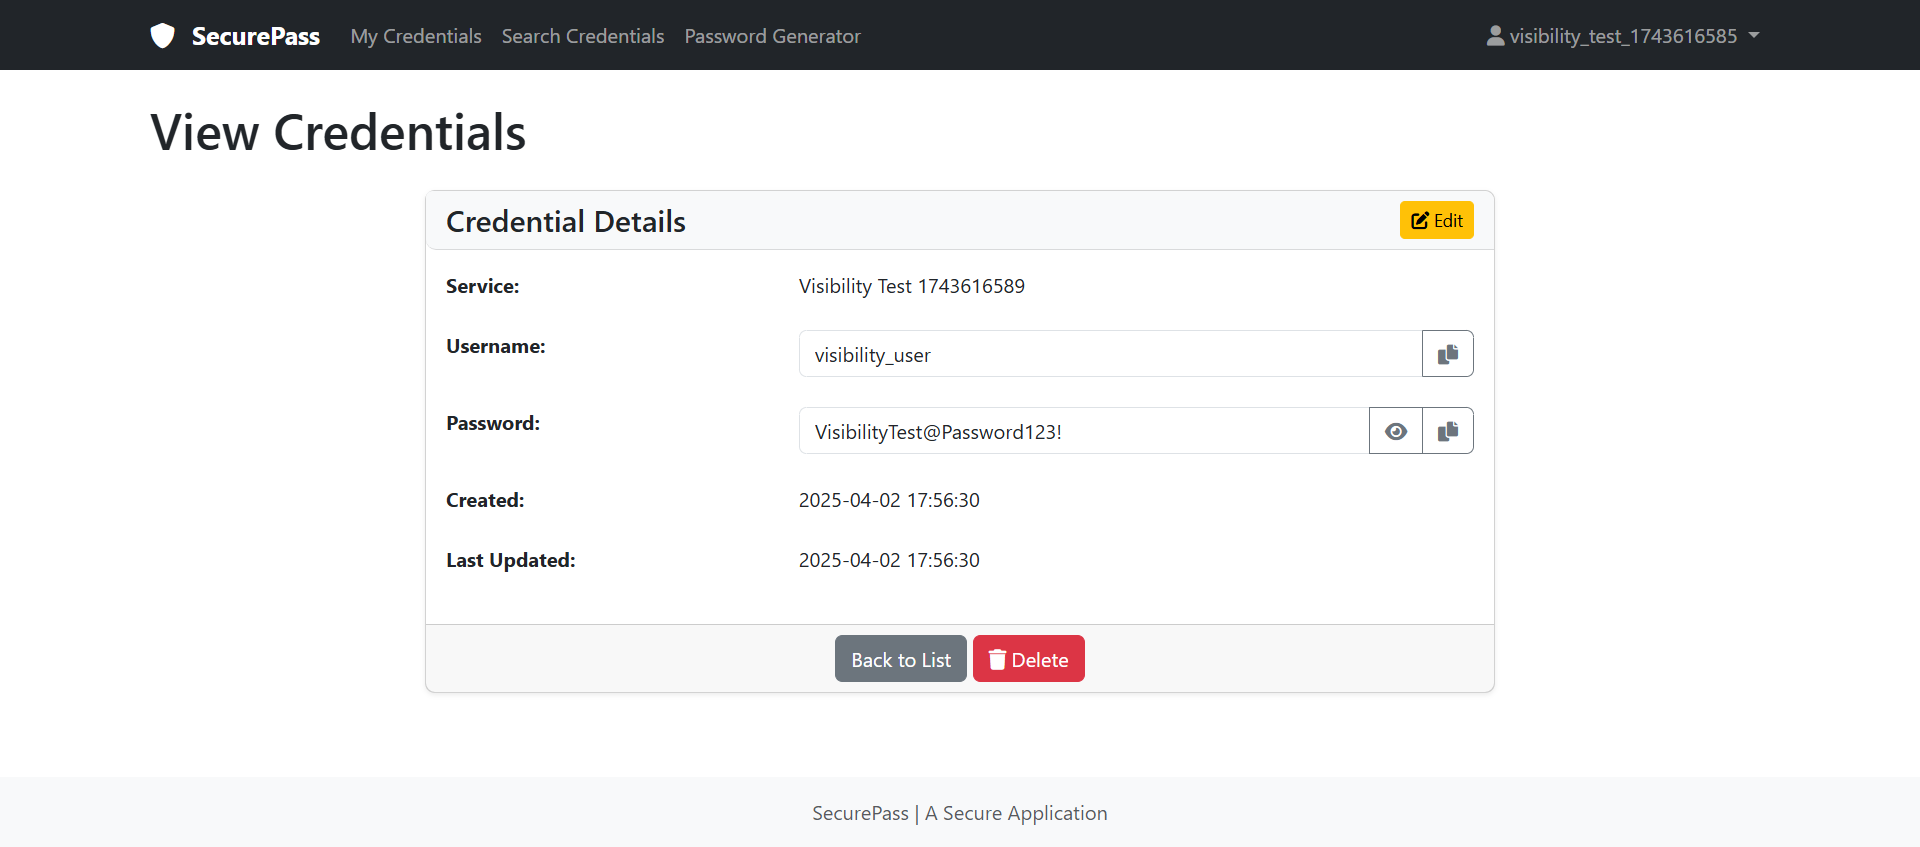 SecurePass My Credentials Search Credentials Password Generator visibility_test_1743616585
View Credentials
Credential Details Edit
Service: Visibility Test 1743616589
Username: visibility_user
Password: VisibilityTest@Password123!
Created: 2025-04-02 17:56:30
Last Updated: 2025-04-02 17:56:30
Back to List Delete
SecurePass | A Secure Application